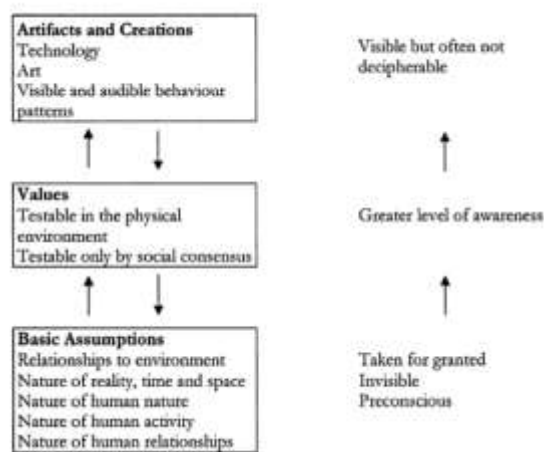 Artifacts and Creations
Technology
Art
Visible and audible behaviour
patterns
Visible but often not
decipherable
Values
Testable in the physical
environment
Testable only by social consensus
Greater level of awareness
Basic Assumptions
Relationships to environment
Nature of reality, time and space
Nature of human nature
Nature of human activity
Nature of human relationships
Taken for granted
Invisible
Preconscious